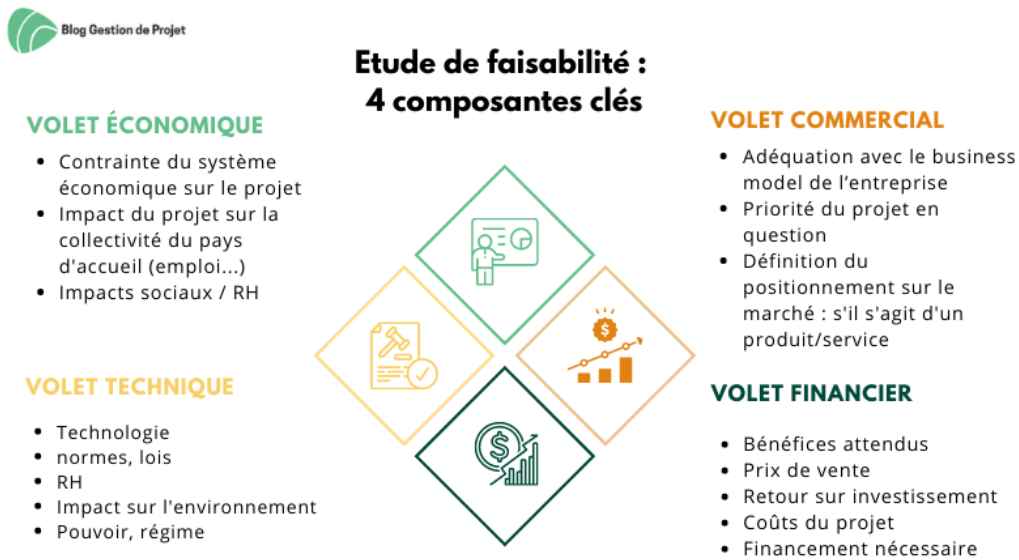 Blog Gestion de Projet
Etude de faisabilité :
4 composantes clés
VOLET ÉCONOMIQUE
• Contrainte du système
économique sur le projet
• Impact du projet sur la
collectivité du pays
d'accueil (emploi...)
• Impacts sociaux / RH
VOLET COMMERCIAL
• Adéquation avec le business
model de l’entreprise
• Priorité du projet en
question
• Définition du
positionnement sur le
marché : s'il s'agit d'un
produit/service
VOLET TECHNIQUE
• Technologie
• normes, lois
• RH
• Impact sur l'environnement
• Pouvoir, régime
VOLET FINANCIER
• Bénéfices attendus
• Prix de vente
• Retour sur investissement
• Coûts du projet
• Financement nécessaire
$
$